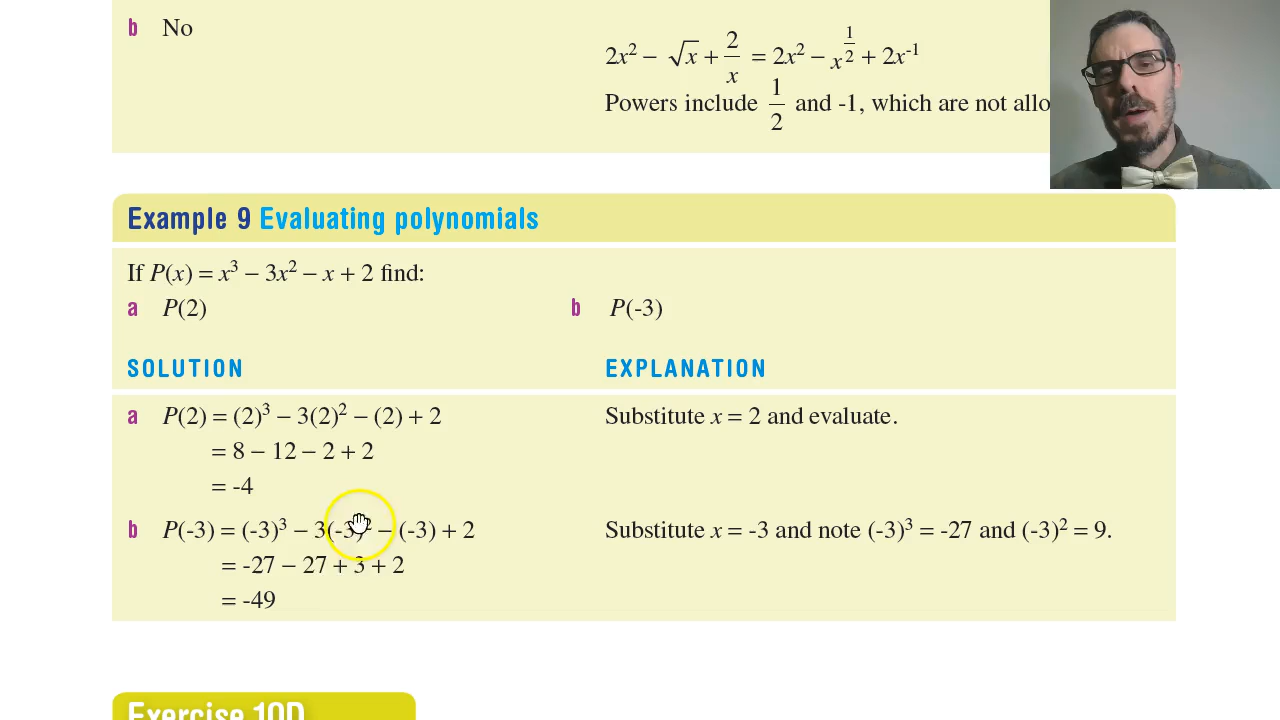 b No
2x² − √x + 2/x = 2x² − x^(1/2) + 2x⁻¹
Powers include 1/2 and -1, which are not
Example 9 Evaluating polynomials
If P(x) = x³ − 3x² − x + 2 find:
a P(2) b P(-3)
SOLUTION EXPLANATION
a P(2) = (2)³ − 3(2)² − (2) + 2 Substitute x = 2 and evaluate.
= 8 − 12 − 2 + 2
= -4
b P(-3) = (-3)³ − 3(-3)² − (-3) + 2 Substitute x = -3 and note (-3)³ = -27 and (-3)² = 9.
= -27 − 27 + 3 + 2
= -49
Exercise 10D